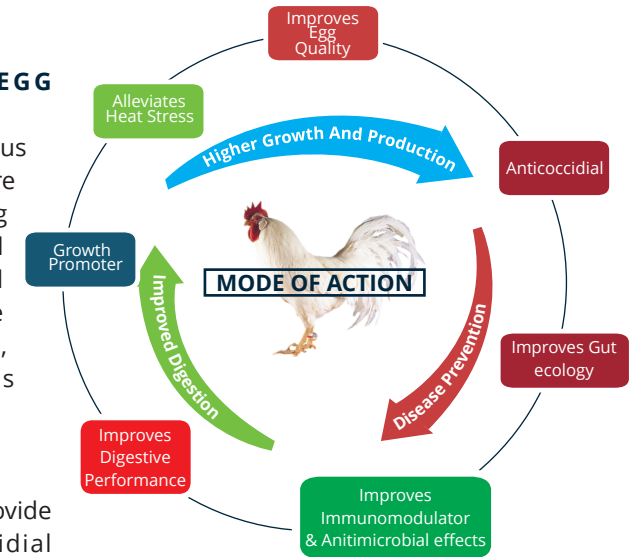 EGG
us
re
g
l
l
e
,
s
ovide
idial
Improves
Egg
Quality
Alleviates
Heat Stress
Higher Growth And Production
Anticoccidial
Growth
Promoter
MODE OF ACTION
Improved Digestion
Disease Prevention
Improves Gut
ecology
Improves
Digestive
Performance
Improves
Immunomodulator
& Anitimicrobial effects